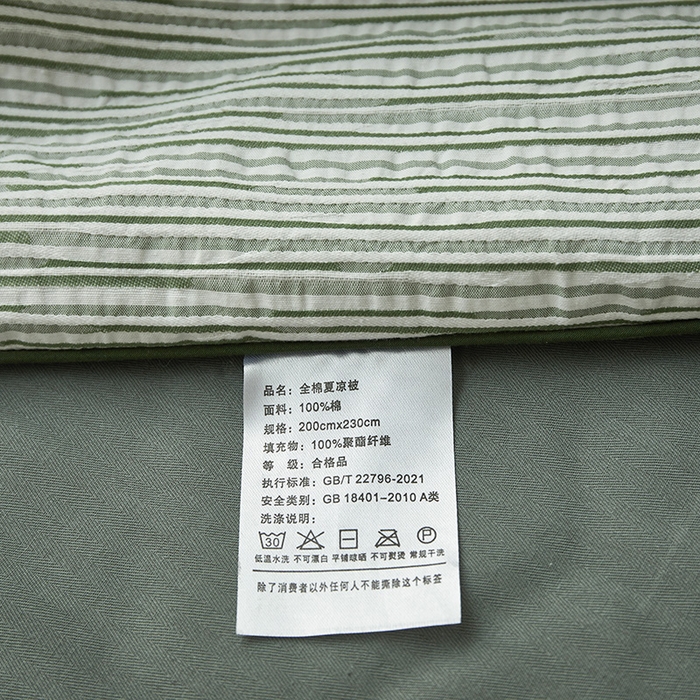 品名：全棉夏凉被
面料：100%棉
规格：200cmx230cm
填充物：100%聚酯纤维
等 级：合格品
执行标准：GB/T 22796-2021
安全类别：GB 18401-2010 A类
洗涤说明：
30 P
低温水洗 不可漂白 平铺晾晒 不可熨烫 常规干洗
除了消费者以外任何人不能撕除这个标签